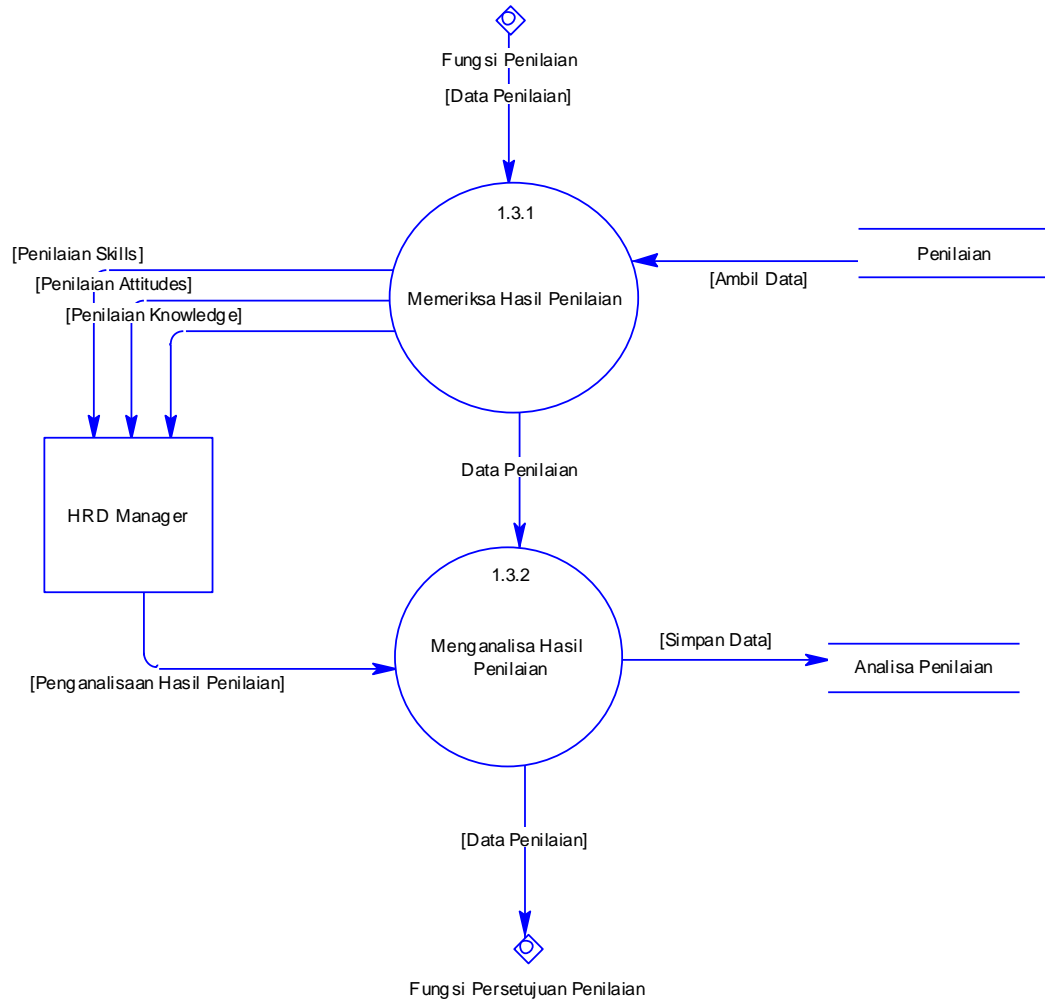 Fungsi Penilaian
[Data Penilaian]
1.3.1
Memeriksa Hasil Penilaian
[Penilaian Skills]
[Penilaian Attitudes]
[Penilaian Knowledge]
Penilaian
[Ambil Data]
HRD Manager
Data Penilaian
1.3.2
Menganalisa Hasil
Penilaian
[Simpan Data]
Analisa Penilaian
[Penganalisaan Hasil Penilaian]
[Data Penilaian]
Fungsi Persetujuan Penilaian